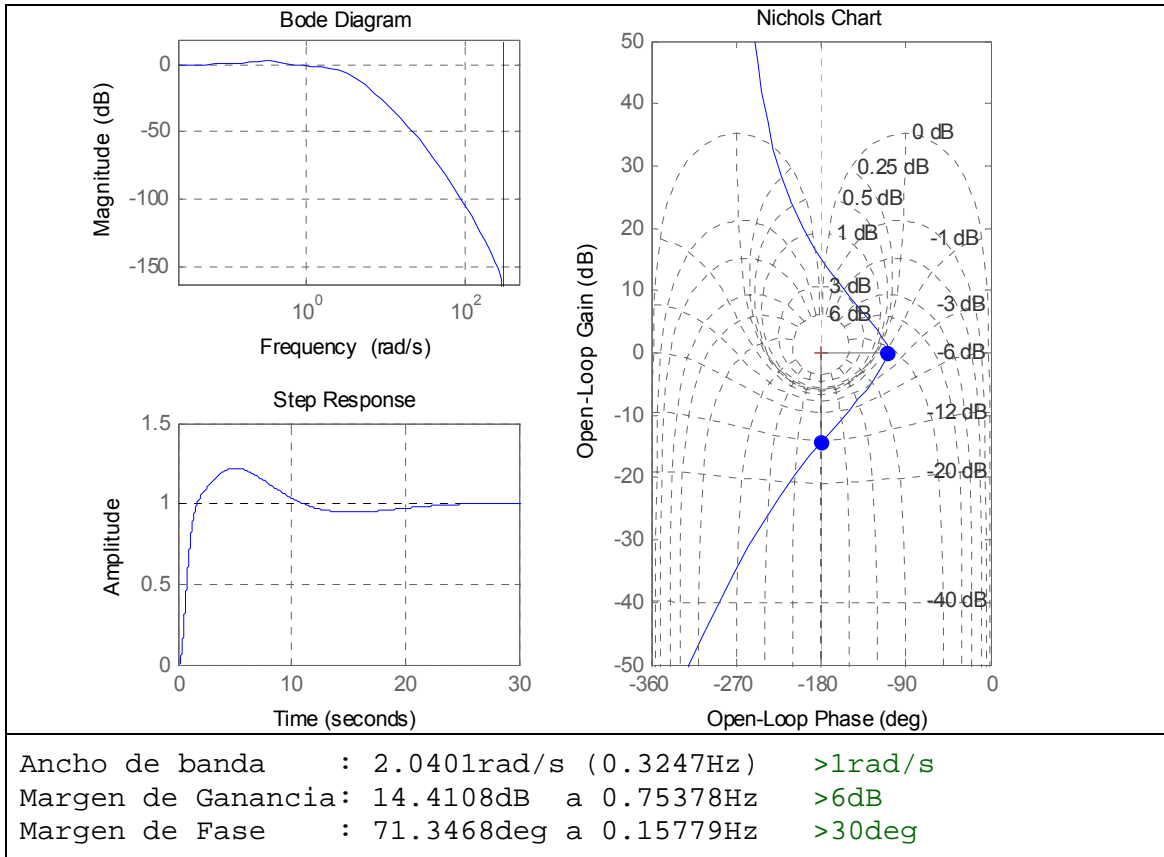 Bode Diagram
0
-50
-100
-150
Magnitude (dB)
10^0
10^2
Frequency (rad/s)
Step Response
1.5
1
0.5
0
Amplitude
0
10
20
30
Time (seconds)
Nichols Chart
50
40
30
20
10
0
-10
-20
-30
-40
-50
Open-Loop Gain (dB)
0 dB
0.25 dB
0.5 dB
1 dB
-1 dB
3 dB
-3 dB
6 dB
-6 dB
-12 dB
-20 dB
-40 dB
-360
-270
-180
-90
0
Open-Loop Phase (deg)
Ancho de banda : 2.0401rad/s (0.3247Hz) >1rad/s
Margen de Ganancia: 14.4108dB a 0.75378Hz >6dB
Margen de Fase : 71.3468deg a 0.15779Hz >30deg